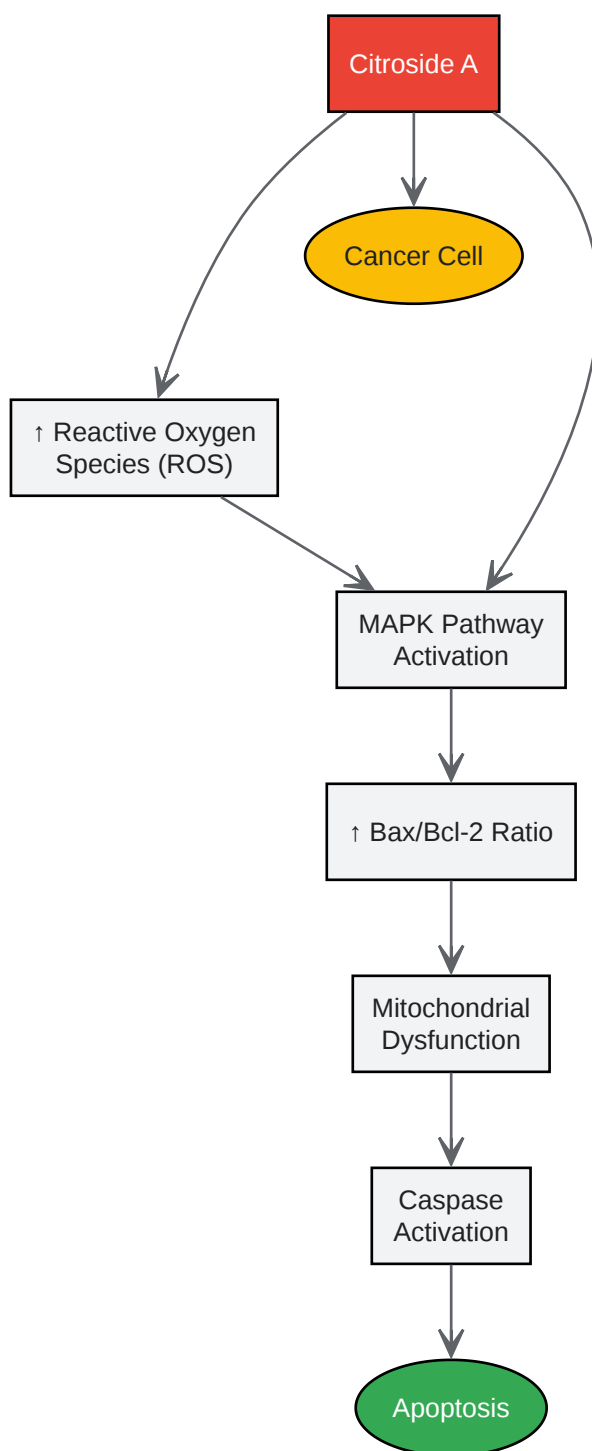 Citroside A
Cancer Cell
↑ Reactive Oxygen
Species (ROS)
MAPK Pathway
Activation
↑ Bax/Bcl-2 Ratio
Mitochondrial
Dysfunction
Caspase
Activation
Apoptosis